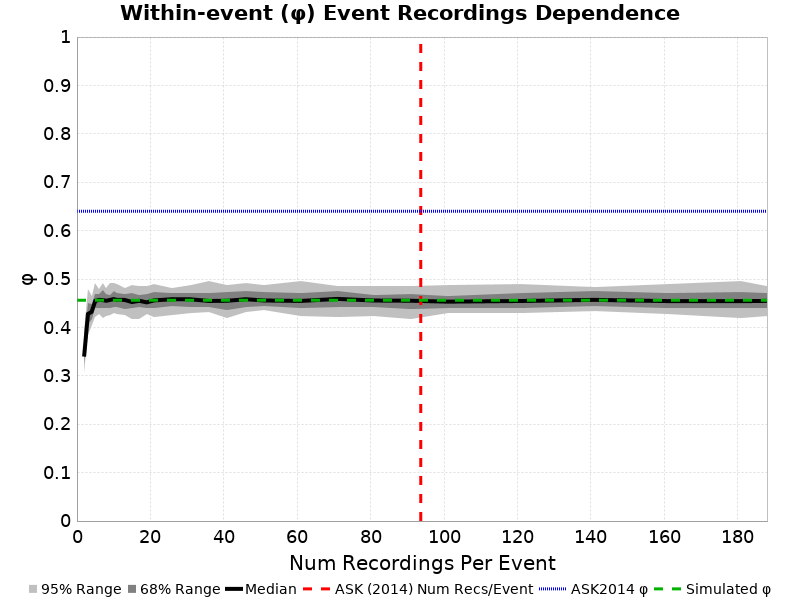 Within-event (φ) Event Recordings Dependence
1
0.9
0.8
0.7
0.6
0.5
0.4
0.3
0.2
0.1
0
φ
0 20 40 60 80 100 120 140 160 180
Num Recordings Per Event
95% Range 68% Range Median ASK (2014) Num Recs/Event ASK2014 φ Simulated φ